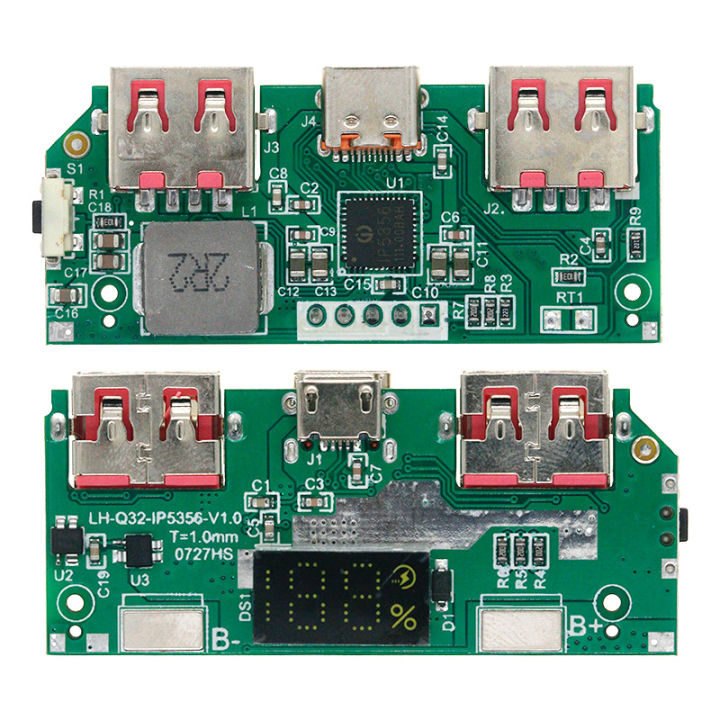 J4
C14
J3
S1
C8
C2
U1
J2.
R1
C18
L1
C9
C6
C11
C4
R9
2R2
IP5356
C17
C12
C13
C15
C10
R2
R7
R8
R3
RT1
C16
J1
C7
C1
C3
LH-Q32-IP5356-V1.0
T=1.0mm
0727HS
C5
U2
C19
U3
DS1
188
%
D1
R6
R5
R4
B-
B+